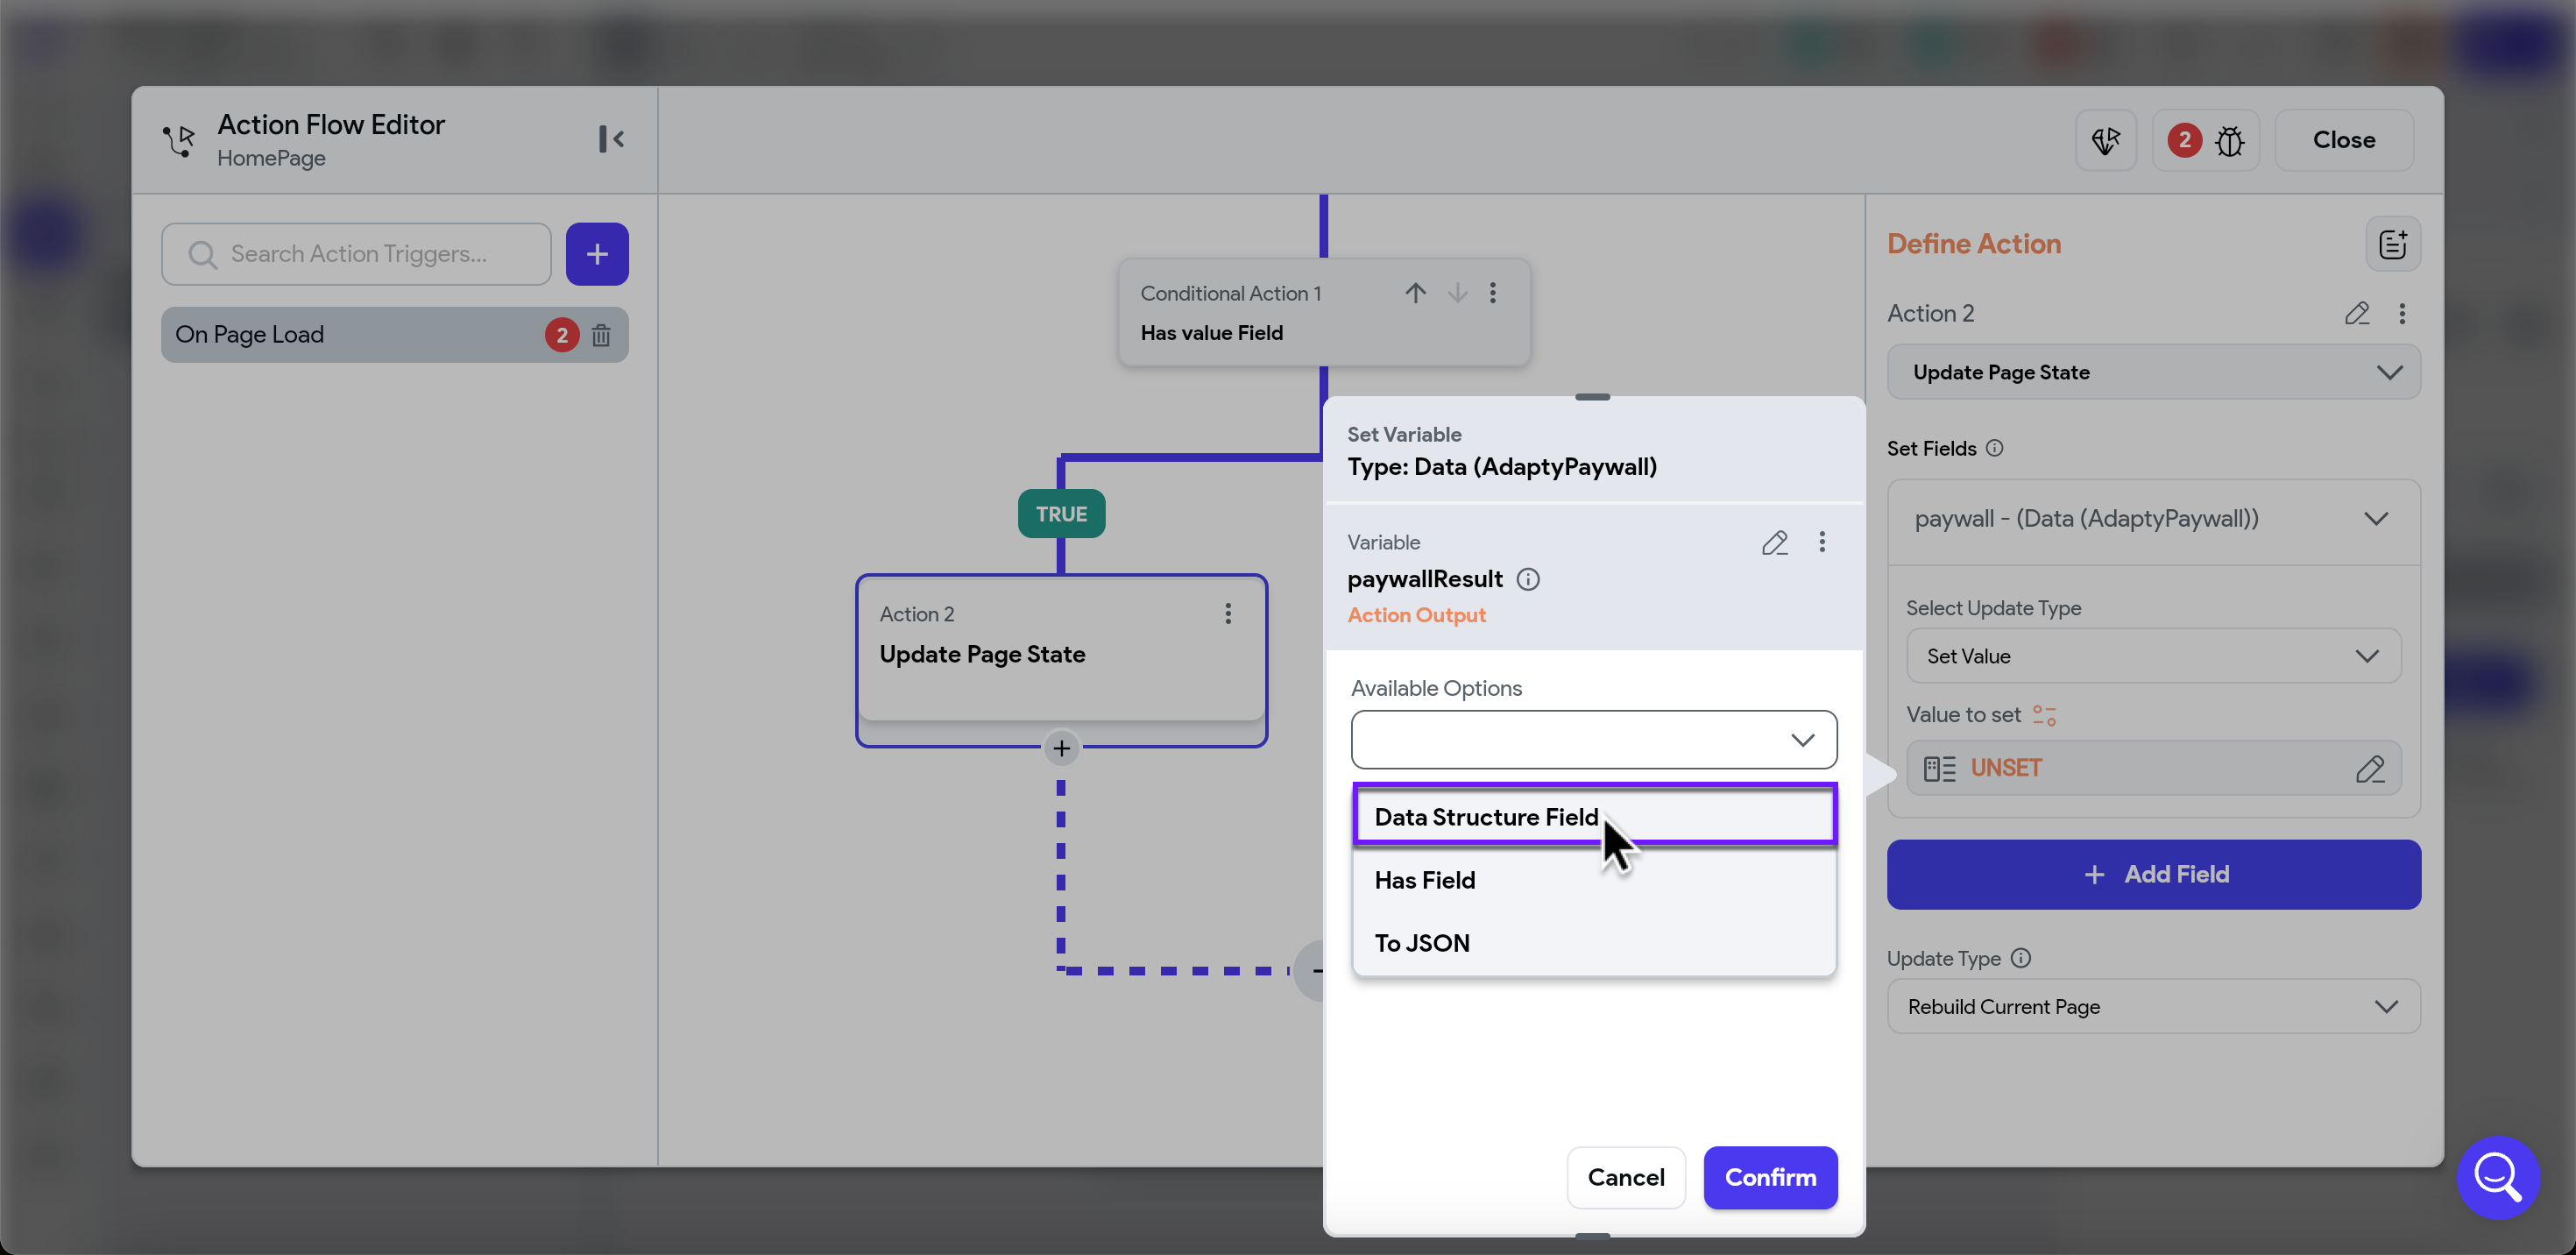 Action Flow Editor
HomePage
2
Close
Search Action Triggers...
On Page Load
2
Conditional Action 1
Has value Field
TRUE
Action 2
Update Page State
Set Variable
Type: Data (AdaptyPaywall)
Variable
paywallResult
Action Output
Available Options
Data Structure Field
Has Field
To JSON
Cancel
Confirm
Define Action
Action 2
Update Page State
Set Fields
paywall - (Data (AdaptyPaywall))
Select Update Type
Set Value
Value to set
UNSET
+ Add Field
Update Type
Rebuild Current Page